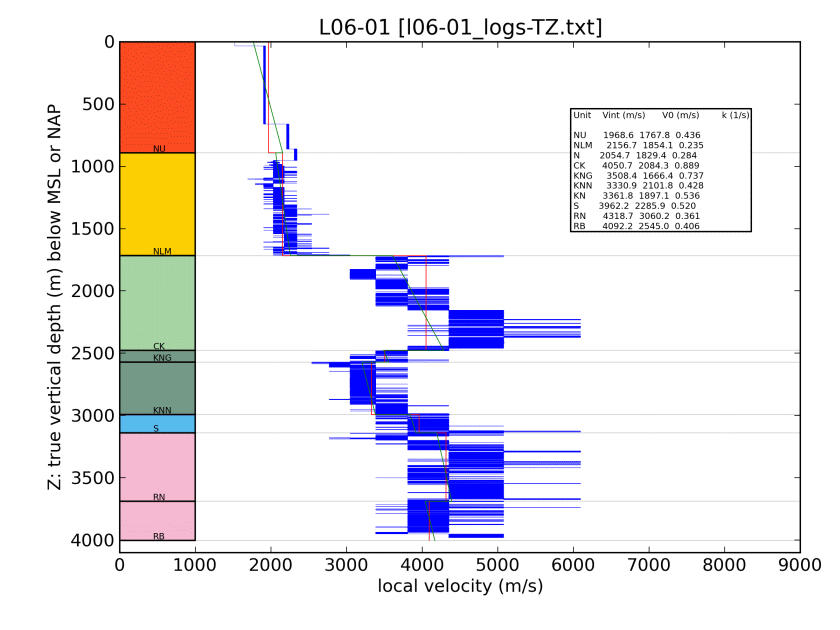 L06-01 [l06-01_logs-TZ.txt]
Z: true vertical depth (m) below MSL or NAP
0
500
1000
1500
2000
2500
3000
3500
4000
NU
NLM
CK
KNG
KNN
S
RN
RB
Unit Vint (m/s) V0 (m/s) k (1/s)
NU 1968.6 1767.8 0.436
NLM 2156.7 1854.1 0.235
N 2054.7 1829.4 0.284
CK 4050.7 2084.3 0.889
KNG 3508.4 1666.4 0.737
KNN 3330.9 2101.8 0.428
KN 3361.8 1897.1 0.536
S 3962.2 2285.9 0.520
RN 4318.7 3060.2 0.361
RB 4092.2 2545.0 0.406
0 1000 2000 3000 4000 5000 6000 7000 8000 9000
local velocity (m/s)